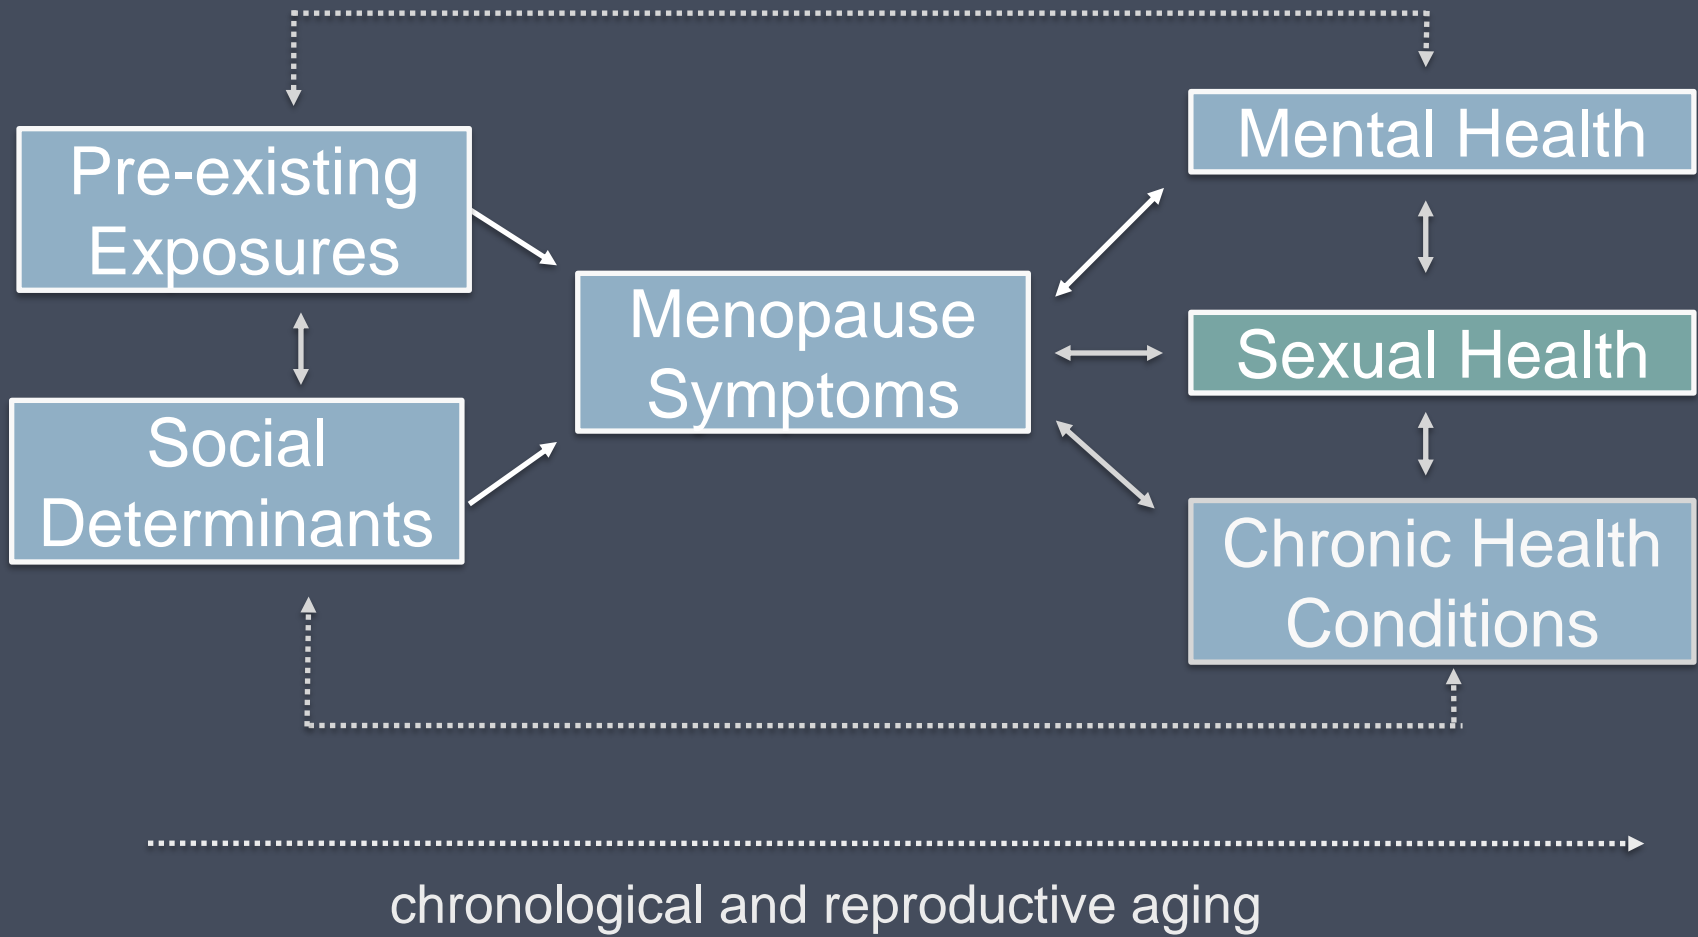 Pre-existing
Exposures
Social
Determinants
Menopause
Symptoms
Mental Health
Sexual Health
Chronic Health
Conditions
chronological and reproductive aging